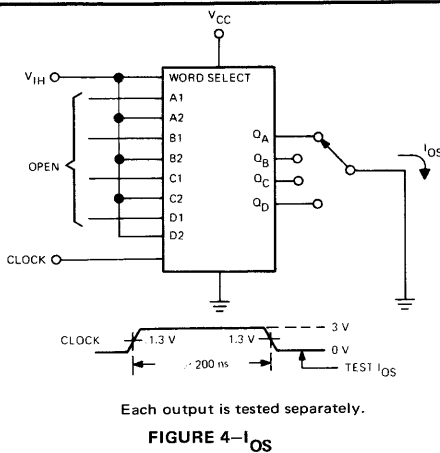 VCC
VIH
WORD SELECT
A1
A2
B1
B2
C1
C2
D1
D2
OPEN
CLOCK
QA
QB
QC
QD
IOS
CLOCK
1.3 V
1.3 V
3 V
0 V
200 ns
TEST IOS
Each output is tested separately.
FIGURE 4–IOS